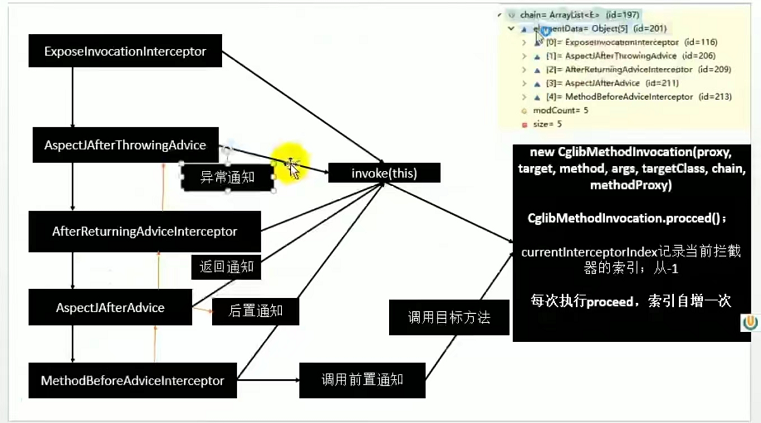 chain= ArrayList<E> (id=197)
elementData= Object[5] (id=201)
[0]= ExposeInvocationInterceptor (id=116)
[1]= AspectJAfterThrowingAdvice (id=206)
[2]= AfterReturningAdviceInterceptor (id=209)
[3]= AspectJAfterAdvice (id=211)
[4]= MethodBeforeAdviceInterceptor (id=213)
modCount= 5
size= 5
ExposeInvocationInterceptor
AspectJAfterThrowingAdvice
异常通知
invoke(this)
AfterReturningAdviceInterceptor
返回通知
AspectJAfterAdvice
后置通知
MethodBeforeAdviceInterceptor
调用前置通知
调用目标方法
new CglibMethodInvocation(proxy,
target, method, args, targetClass, chain,
methodProxy)
CglibMethodInvocation.procced()；
currentInterceptorIndex记录当前拦截
器的索引；从-1
每次执行proceed，索引自增一次